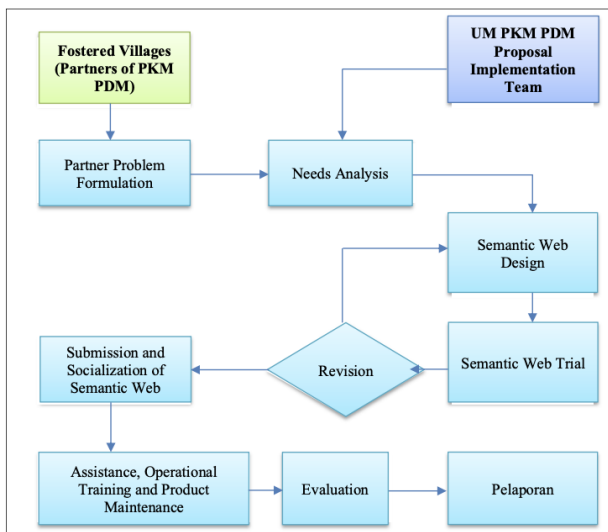 Fostered Villages
(Partners of PKM
PDM)
UM PKM PDM
Proposal
Implementation
Team
Partner Problem
Formulation
Needs Analysis
Semantic Web
Design
Submission and
Socialization of
Semantic Web
Revision
Semantic Web Trial
Assistance, Operational
Training and Product
Maintenance
Evaluation
Pelaporan